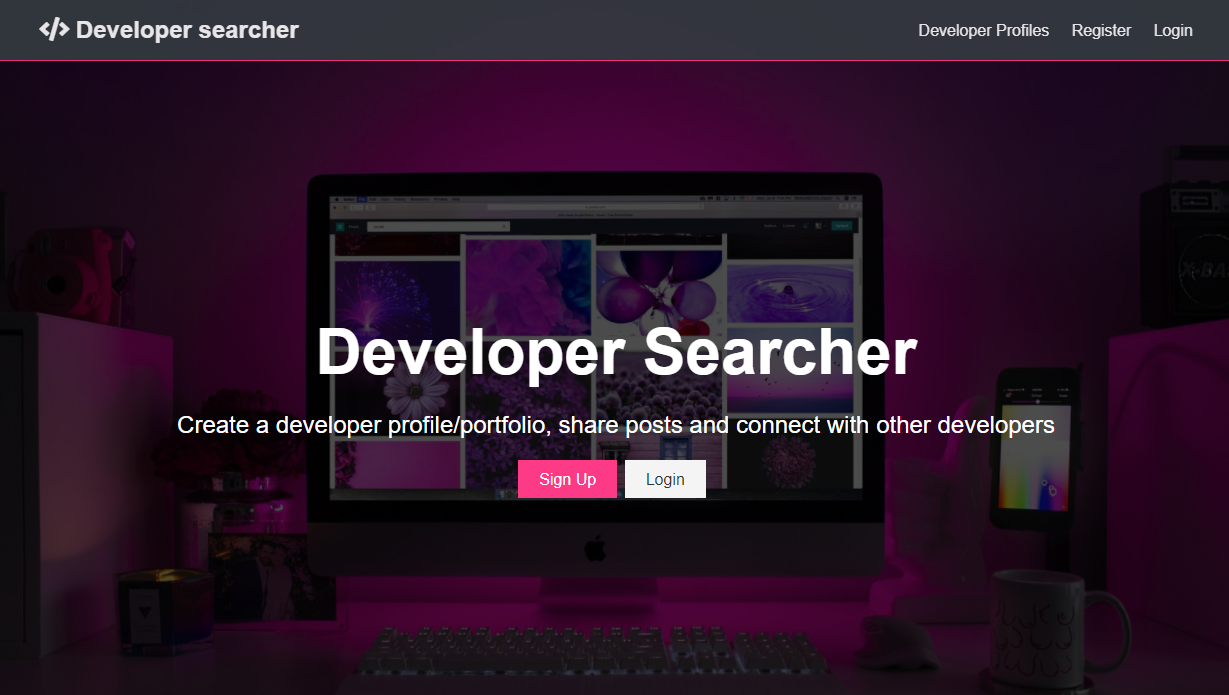 Developer searcher
Developer Profiles
Register
Login
Developer Searcher
Create a developer profile/portfolio, share posts and connect with other developers
Sign Up
Login